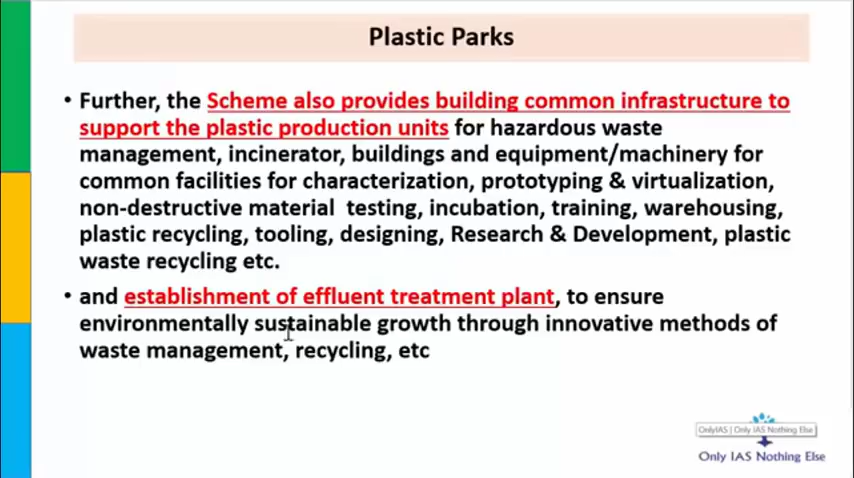 Plastic Parks
• Further, the Scheme also provides building common infrastructure to
support the plastic production units for hazardous waste
management, incinerator, buildings and equipment/machinery for
common facilities for characterization, prototyping & virtualization,
non-destructive material testing, incubation, training, warehousing,
plastic recycling, tooling, designing, Research & Development, plastic
waste recycling etc.
• and establishment of effluent treatment plant, to ensure
environmentally sustainable growth through innovative methods of
waste management, recycling, etc
OnlyIAS | Only IAS Nothing Else
Only IAS Nothing Else